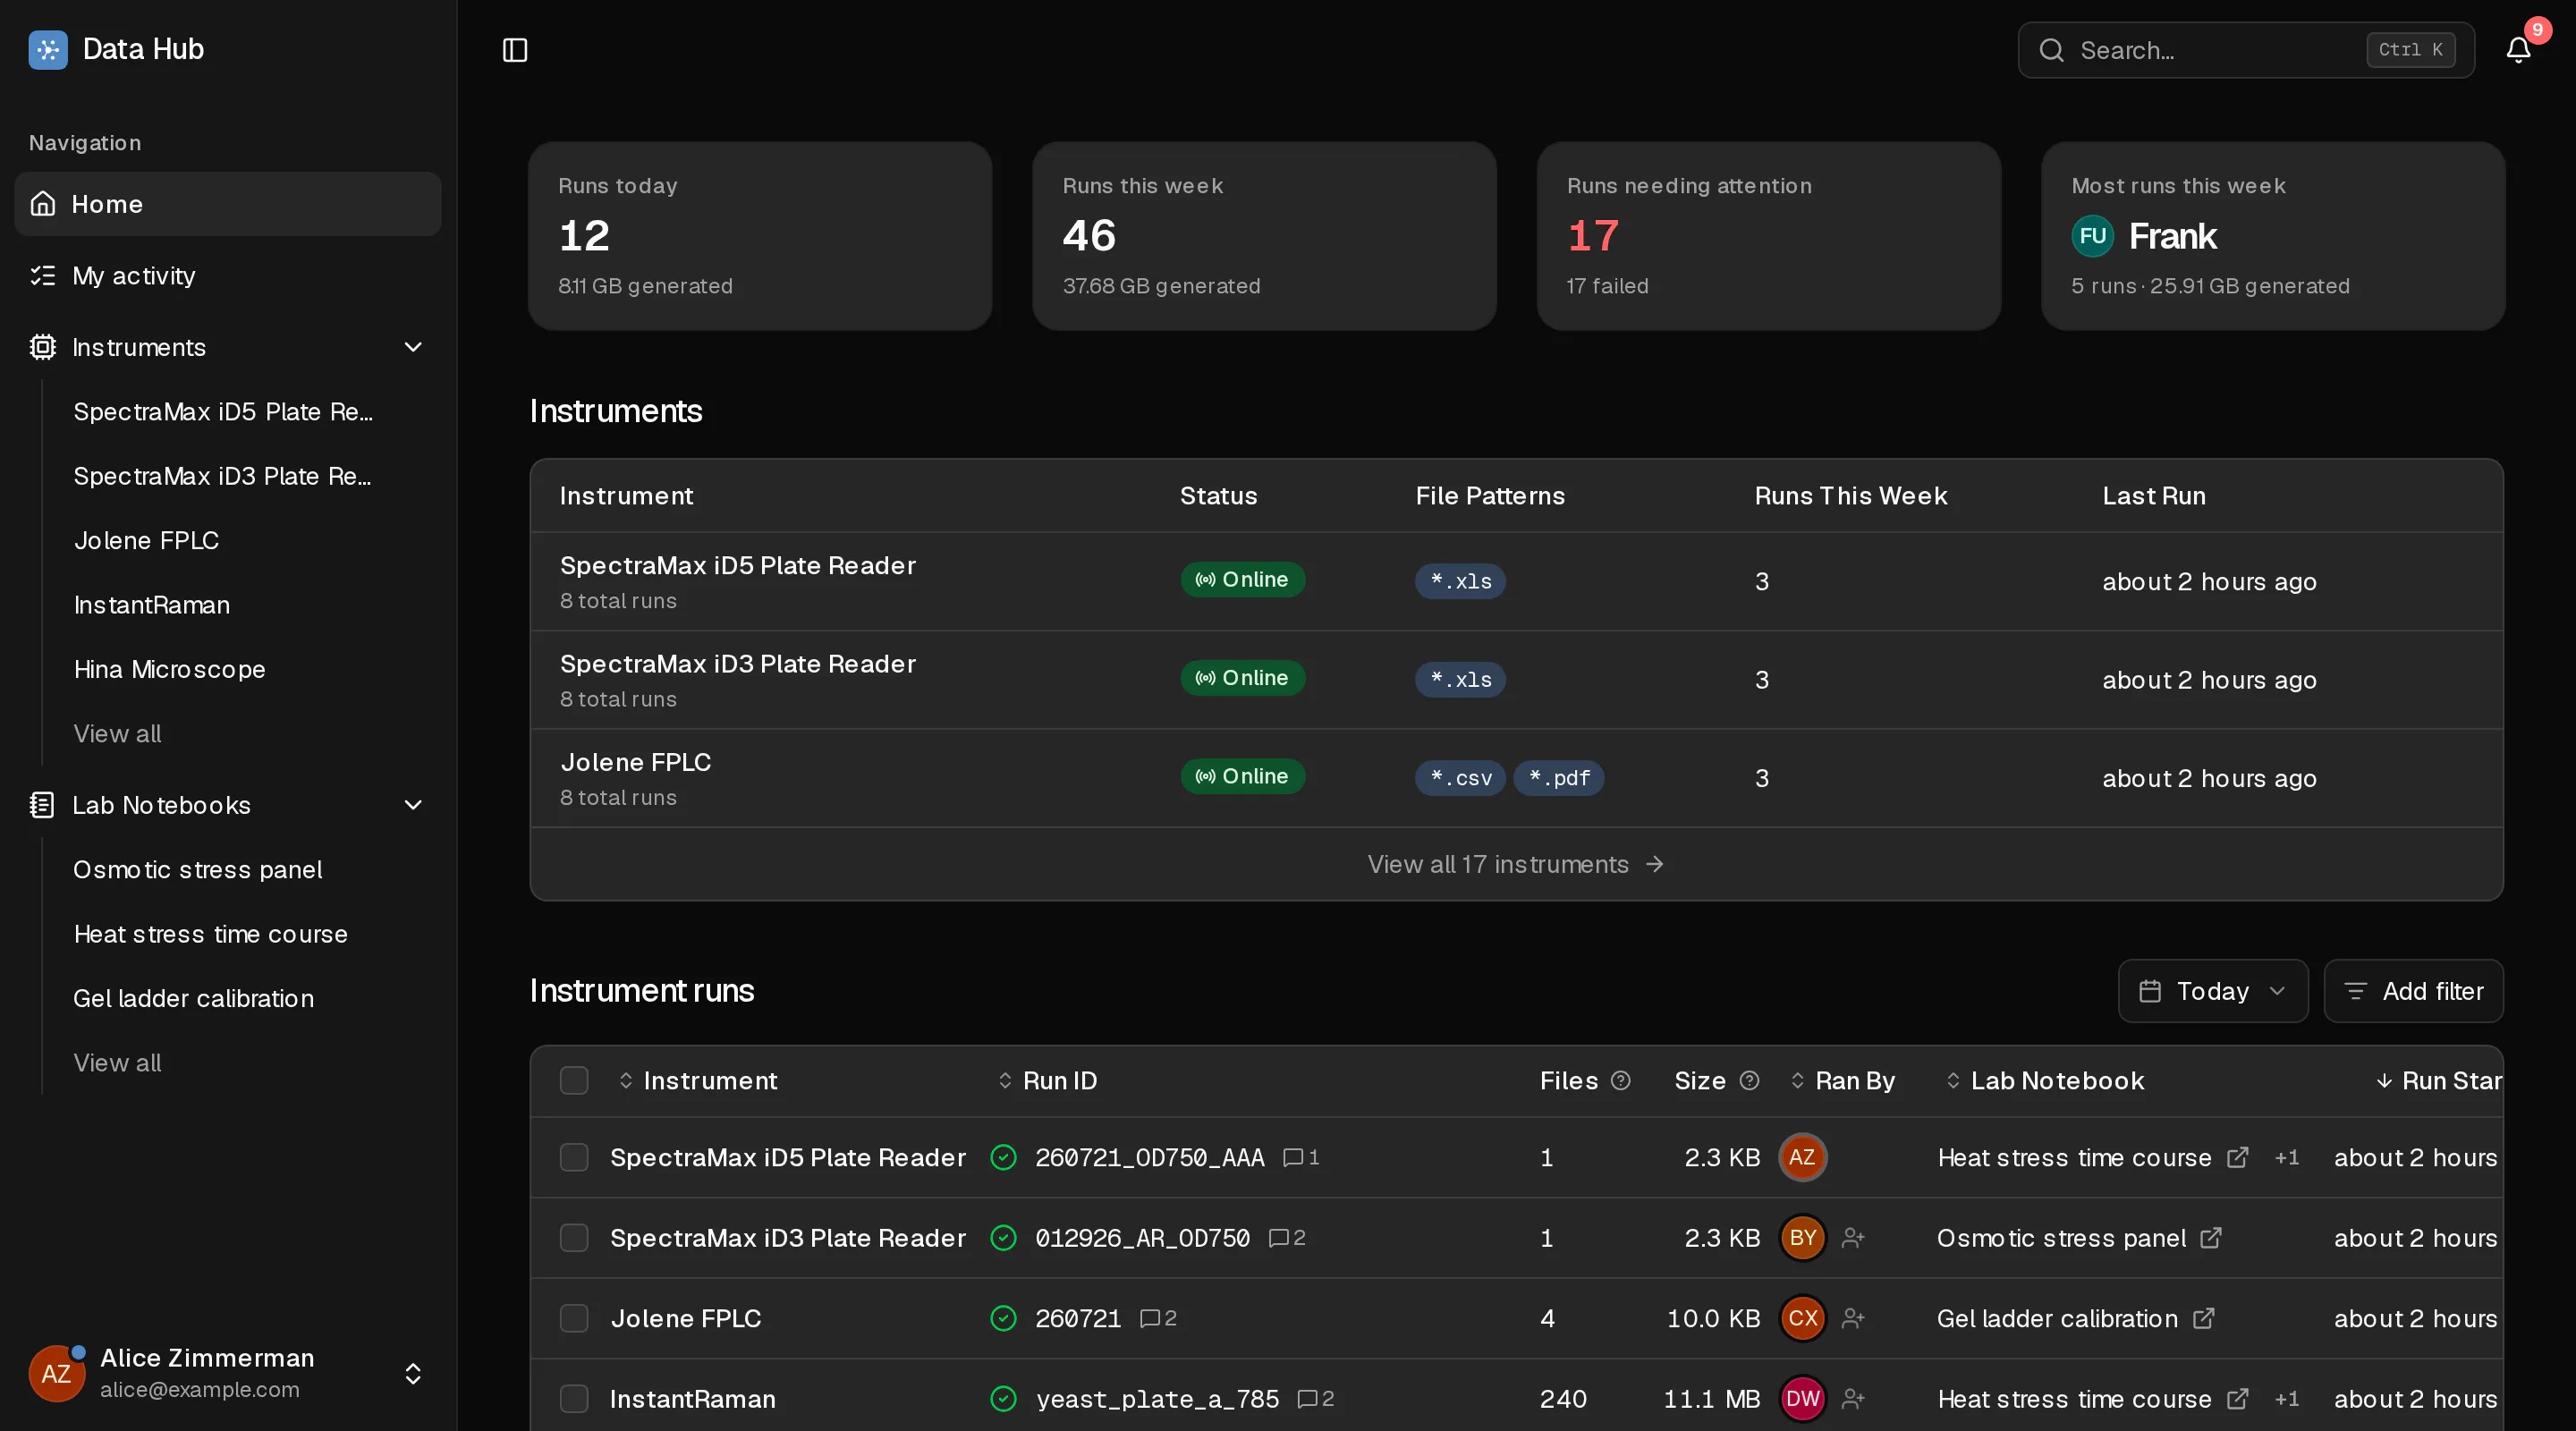 Data Hub
Search...
Ctrl K
9
Navigation
Home
My activity
Instruments
SpectraMax iD5 Plate Re...
SpectraMax iD3 Plate Re...
Jolene FPLC
InstantRaman
Hina Microscope
View all
Lab Notebooks
Osmotic stress panel
Heat stress time course
Gel ladder calibration
View all
AZ
Alice Zimmerman
alice@example.com
Runs today
12
8.11 GB generated
Runs this week
46
37.68 GB generated
Runs needing attention
17
17 failed
Most runs this week
FU Frank
5 runs · 25.91 GB generated
Instruments
Instrument Status File Patterns Runs This Week Last Run
SpectraMax iD5 Plate Reader Online *.xls 3 about 2 hours ago
8 total runs
SpectraMax iD3 Plate Reader Online *.xls 3 about 2 hours ago
8 total runs
Jolene FPLC Online *.csv *.pdf 3 about 2 hours ago
8 total runs
View all 17 instruments
Instrument runs
Today
Add filter
Instrument Run ID Files Size Ran By Lab Notebook Run Star
SpectraMax iD5 Plate Reader 260721_OD750_AAA 1 1 2.3 KB AZ Heat stress time course +1 about 2 hours
SpectraMax iD3 Plate Reader 012926_AR_OD750 2 1 2.3 KB BY Osmotic stress panel about 2 hours
Jolene FPLC 260721 2 4 10.0 KB CX Gel ladder calibration about 2 hours
InstantRaman yeast_plate_a_785 2 240 11.1 MB DW Heat stress time course +1 about 2 hours